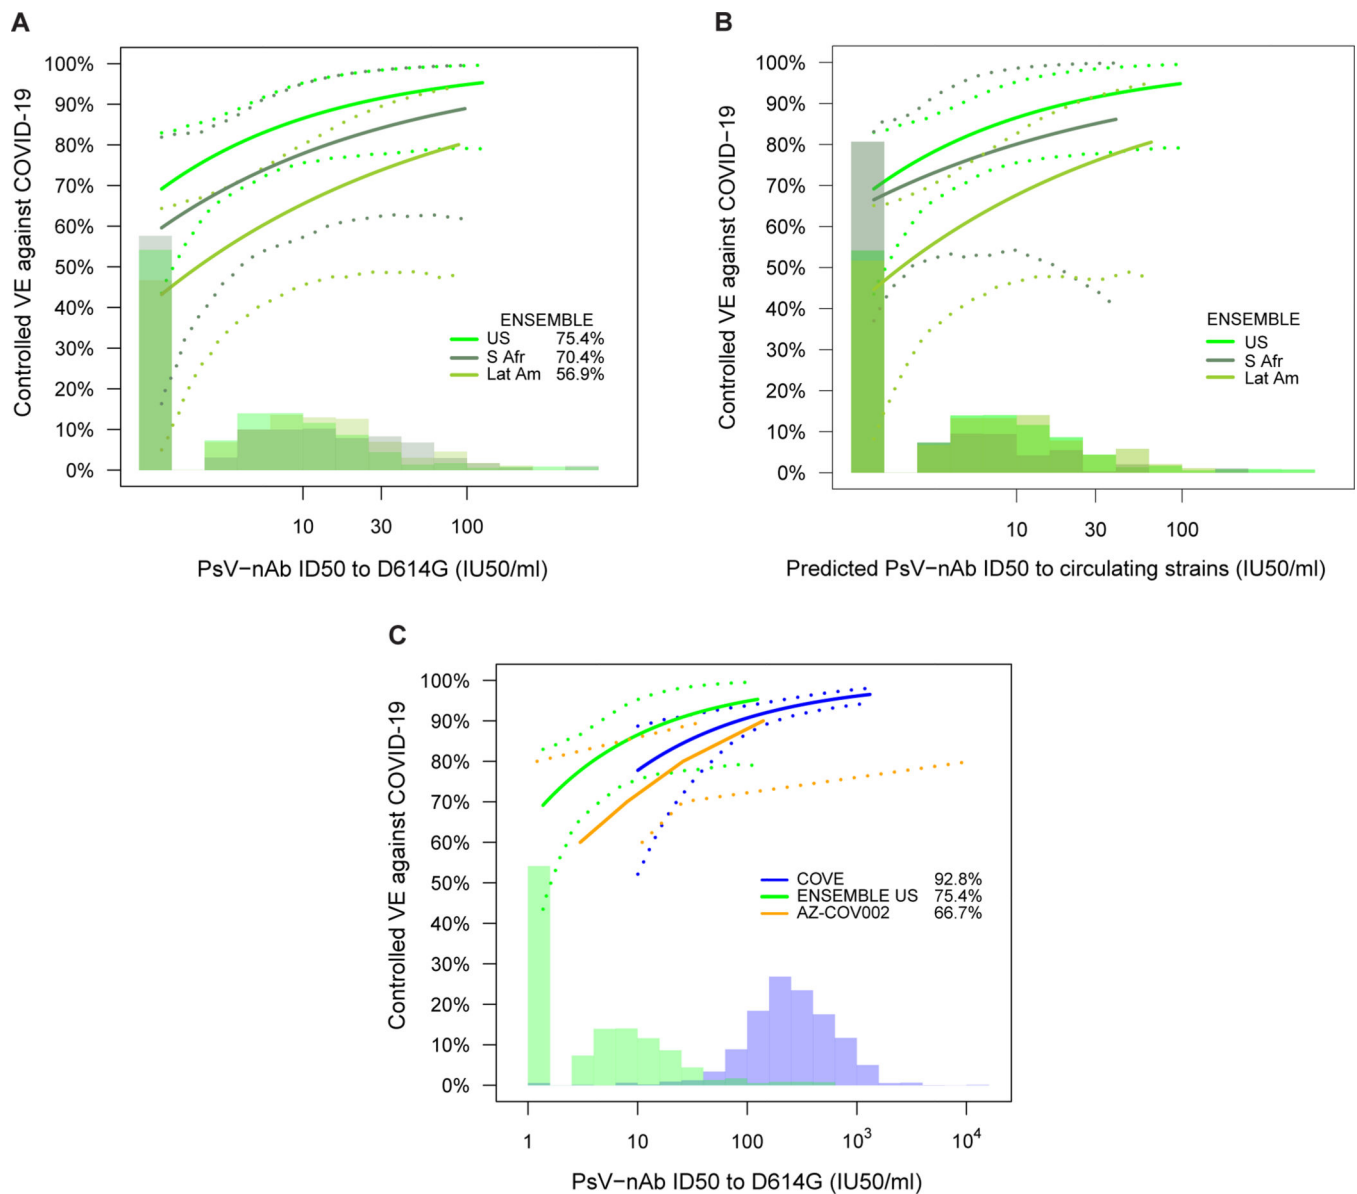 A
Controlled VE against COVID-19
100%
90%
80%
70%
60%
50%
40%
30%
20%
10%
0%
ENSEMBLE
US 75.4%
S Afr 70.4%
Lat Am 56.9%
10 30 100
PsV−nAb ID50 to D614G (IU50/ml)
B
Controlled VE against COVID−19
100%
90%
80%
70%
60%
50%
40%
30%
20%
10%
0%
ENSEMBLE
US
S Afr
Lat Am
10 30 100
Predicted PsV−nAb ID50 to circulating strains (IU50/ml)
C
Controlled VE against COVID-19
100%
90%
80%
70%
60%
50%
40%
30%
20%
10%
0%
COVE 92.8%
ENSEMBLE US 75.4%
AZ-COV002 66.7%
1 10 100 10³ 10⁴
PsV−nAb ID50 to D614G (IU50/ml)